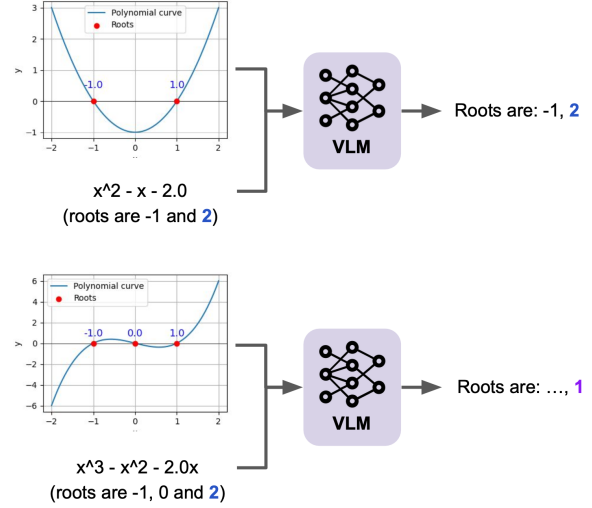 3
2
1
0
−1
y
Polynomial curve
Roots
-1.0
1.0
−2
−1
0
1
2
x^2 - x - 2.0
(roots are -1 and 2)
VLM
Roots are: -1, 2
6
4
2
0
−2
−4
−6
y
Polynomial curve
Roots
-1.0
0.0
1.0
−2
−1
0
1
2
x^3 - x^2 - 2.0x
(roots are -1, 0 and 2)
VLM
Roots are: ..., 1